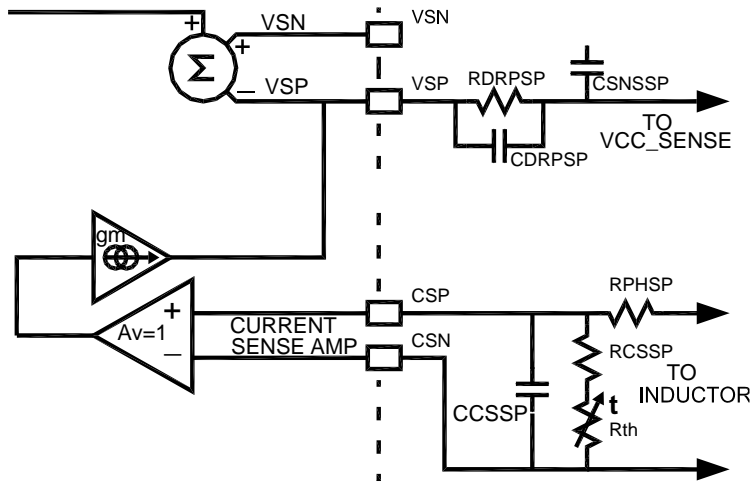 +
VSN
VSN
+
Σ
−
VSP
VSP
RDRPSP
CSNSSP
TO
VCC_SENSE
CDRPSP
gm
CSP
RPHSP
+
Av=1
CURRENT
SENSE AMP
−
CSN
RCSSP
TO
INDUCTOR
CCSSP
t
Rth